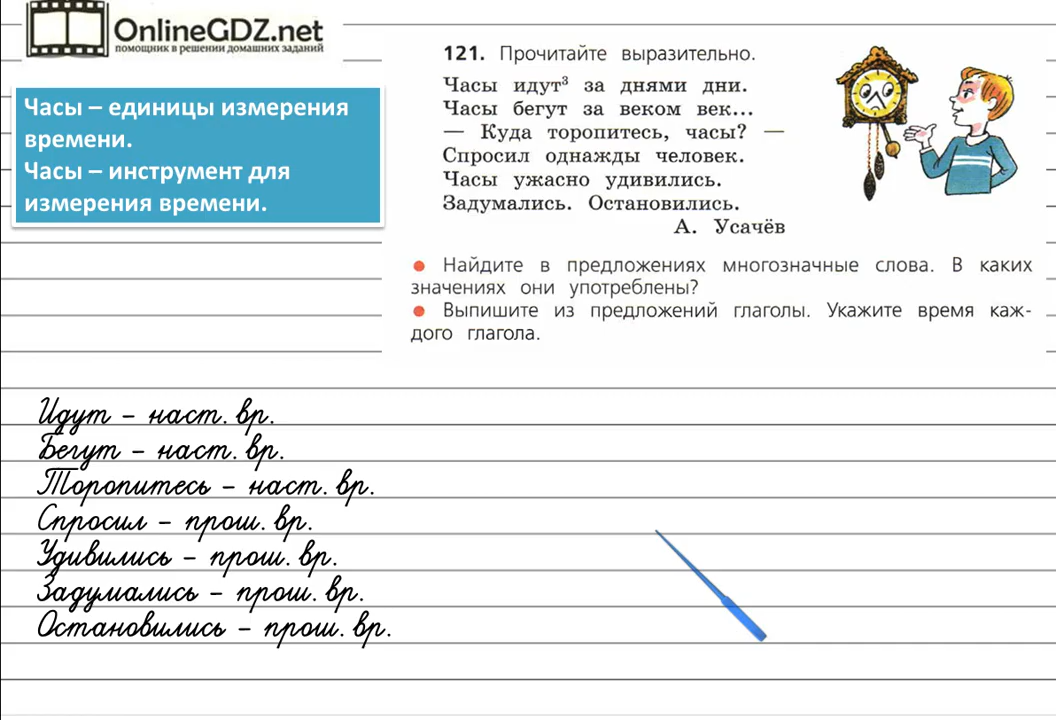 OnlineGDZ.net
помощник в решении домашних заданий
Часы – единицы измерения
времени.
Часы – инструмент для
измерения времени.
121. Прочитайте выразительно.
Часы идут³ за днями дни.
Часы бегут за веком век...
— Куда торопитесь, часы? —
Спросил однажды человек.
Часы ужасно удивились.
Задумались. Остановились.
А. Усачёв
● Найдите в предложениях многозначные слова. В каких
значениях они употреблены?
● Выпишите из предложений глаголы. Укажите время каж-
дого глагола.
Идут – наст. вр.
Бегут – наст. вр.
Торопитесь – наст. вр.
Спросил – прош. вр.
Удивились – прош. вр.
Задумались – прош. вр.
Остановились – прош. вр.